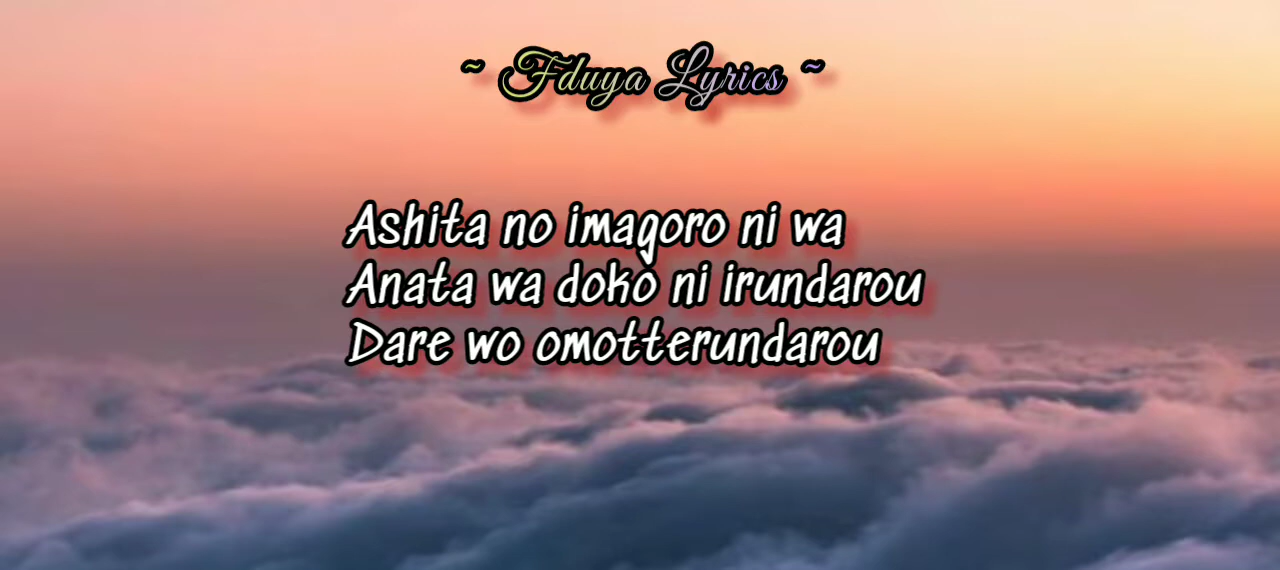 ~ Fduya Lyrics ~
Ashita no imagoro ni wa
Anata wa doko ni irundarou
Dare wo omotterundarou